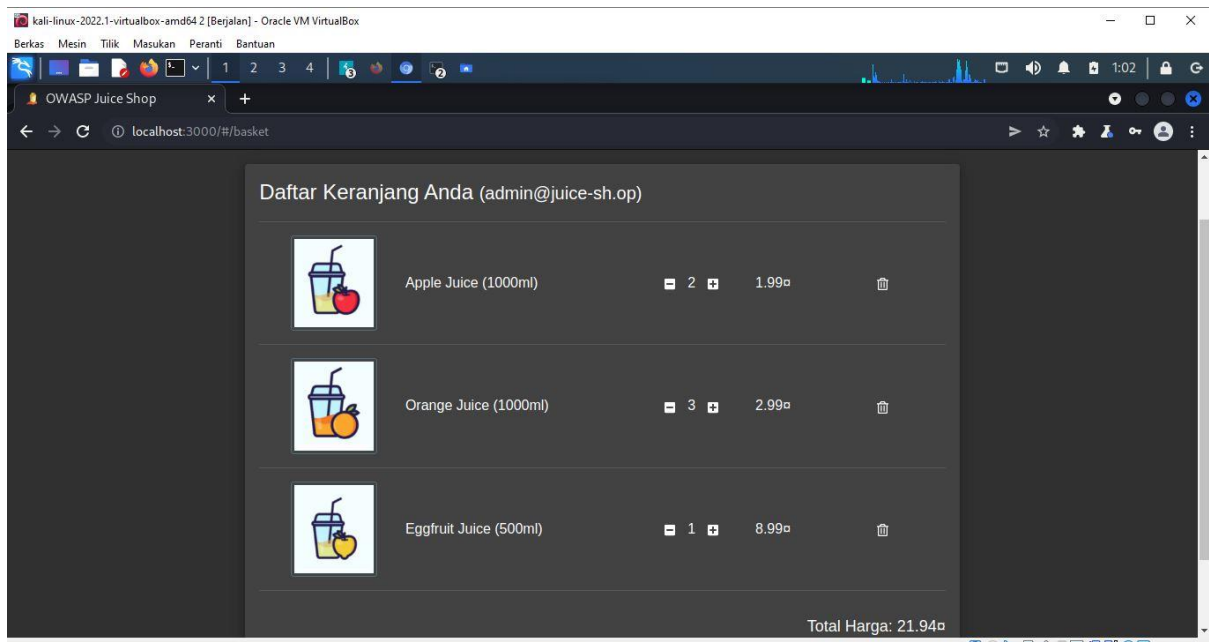 kali-linux-2022.1-virtualbox-amd64 2 [Berjalan] - Oracle VM VirtualBox
Berkas Mesin Tilik Masukan Peranti Bantuan
1 2 3 4 3 2 1:02
OWASP Juice Shop
localhost:3000/#/basket
Daftar Keranjang Anda (admin@juice-sh.op)
Apple Juice (1000ml) 2 1.99¤
Orange Juice (1000ml) 3 2.99¤
Eggfruit Juice (500ml) 1 8.99¤
Total Harga: 21.94¤